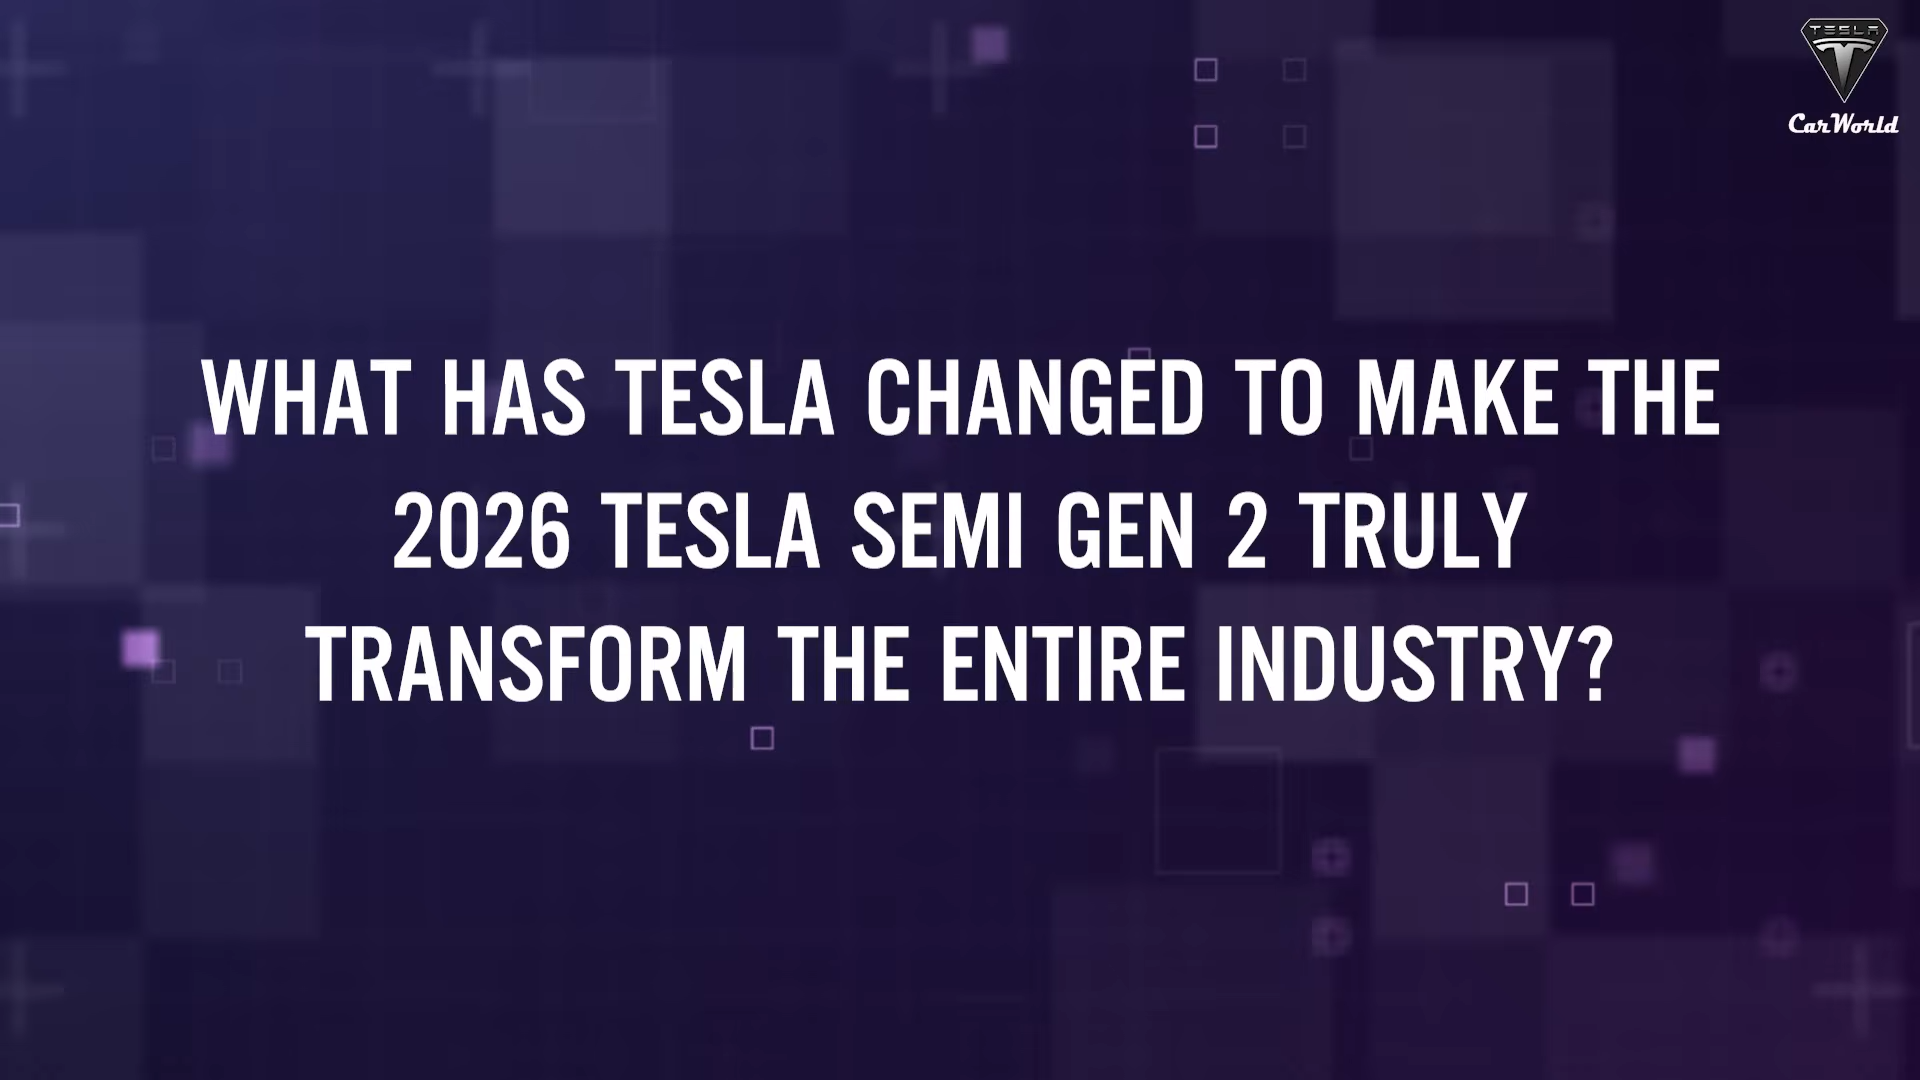 TESLA
CarWorld
WHAT HAS TESLA CHANGED TO MAKE THE
2026 TESLA SEMI GEN 2 TRULY
TRANSFORM THE ENTIRE INDUSTRY?